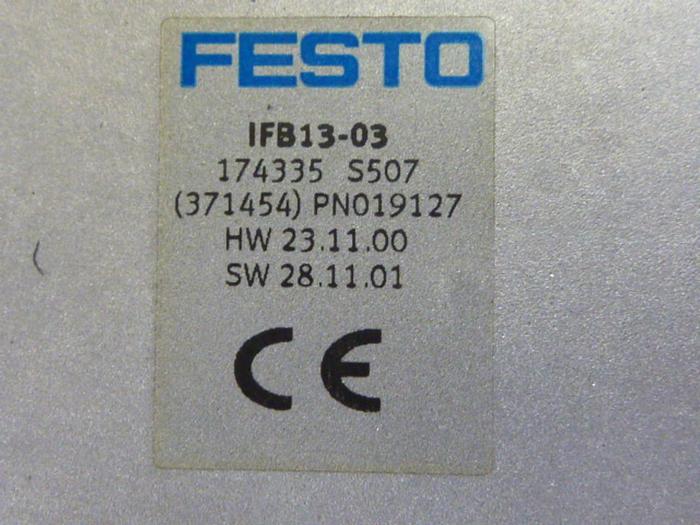 FESTO
IFB13-03
174335 S507
(371454) PN019127
HW 23.11.00
SW 28.11.01
CE